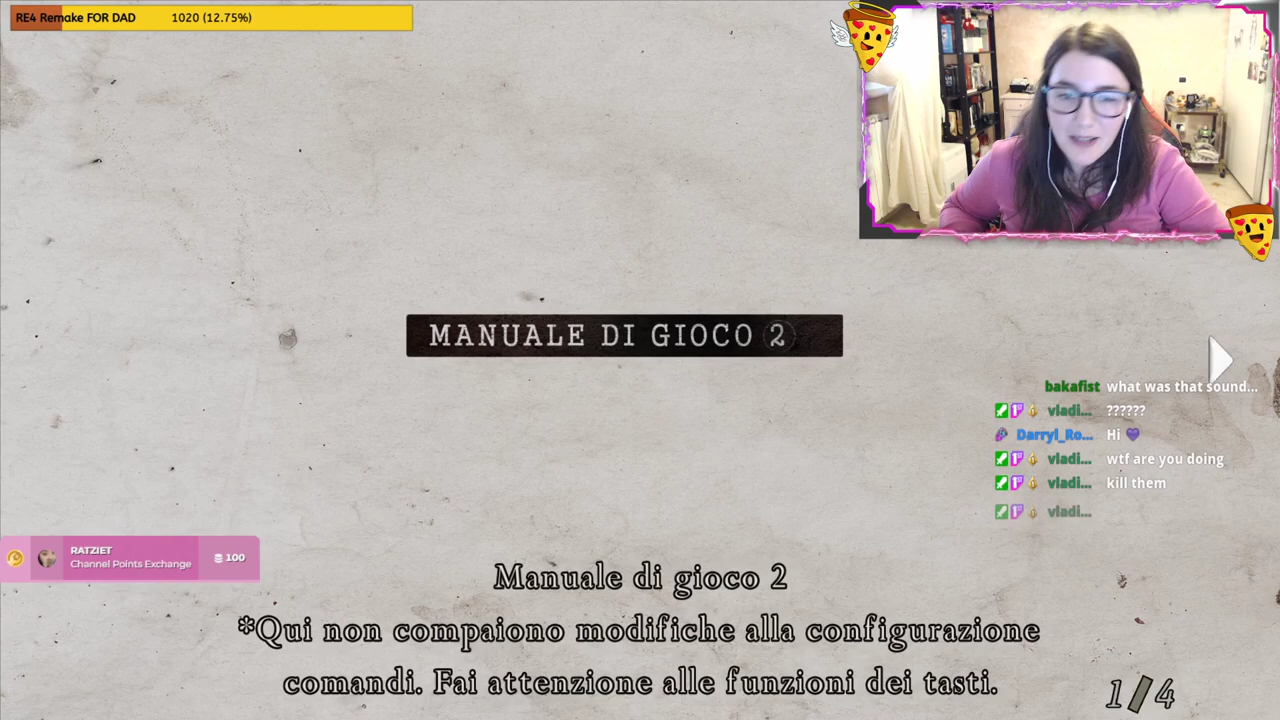 RE4 Remake FOR DAD 1020 (12.75%)
MANUALE DI GIOCO 2
bakafist what was that sound...
vladi... ??????
Darryl_Ro... Hi 💜
vladi... wtf are you doing
vladi... kill them
vladi...
RATZIET
Channel Points Exchange
100
Manuale di gioco 2
*Qui non compaiono modifiche alla configurazione
comandi. Fai attenzione alle funzioni dei tasti.
1/4